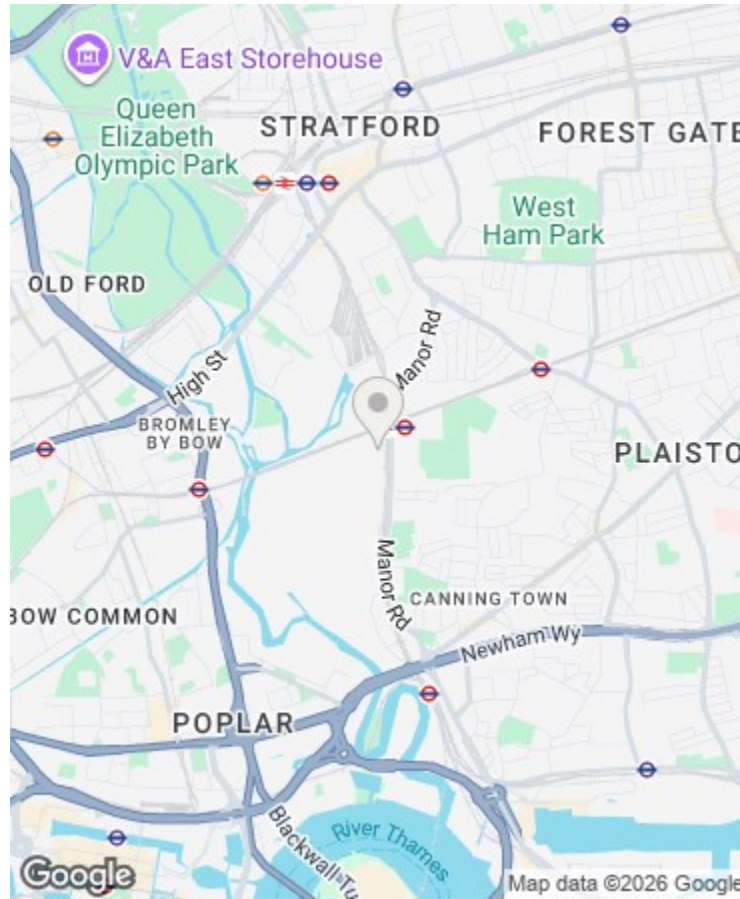 V&A East Storehouse
Queen
Elizabeth
Olympic Park
STRATFORD
FOREST GATE
West
Ham Park
OLD FORD
Manor Rd
High St
BROMLEY
BY BOW
PLAISTO
Manor Rd
CANNING TOWN
BOW COMMON
Newham Wy
POPLAR
Blackwall Tu
River Thames
Google
Map data ©2026 Google